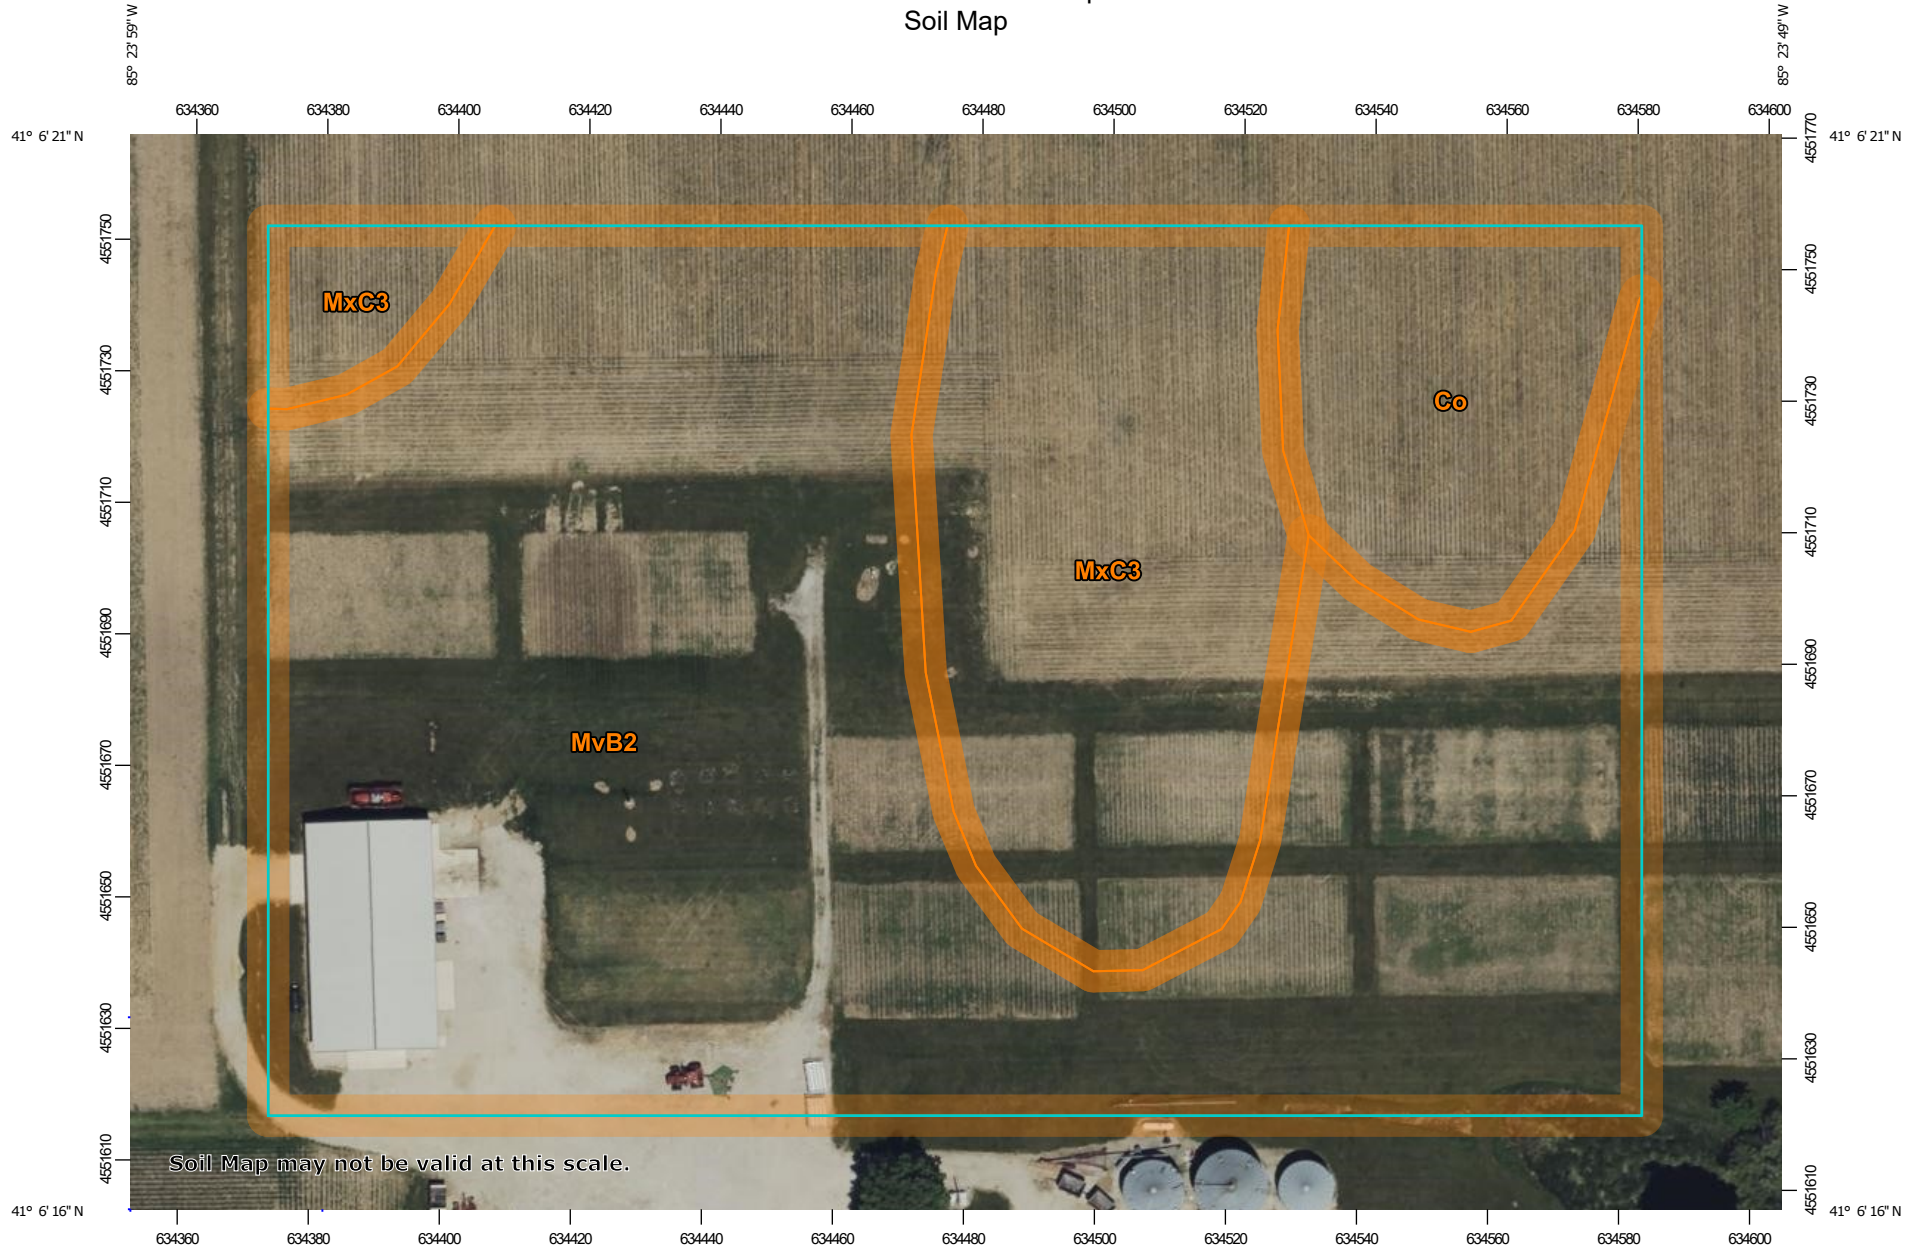 Soil Map
85° 23' 59" W
85° 23' 49" W
634360 634380 634400 634420 634440 634460 634480 634500 634520 634540 634560 634580 634600
41° 6' 21" N
41° 6' 21" N
4551770
4551750
4551750
MxC3
4551730
4551730
Co
4551710
4551710
MxC3
4551690
4551690
MvB2
4551670
4551670
4551650
4551650
4551630
4551630
4551610
4551610
Soil Map may not be valid at this scale.
41° 6' 16" N
41° 6' 16" N
634360 634380 634400 634420 634440 634460 634480 634500 634520 634540 634560 634580 634600